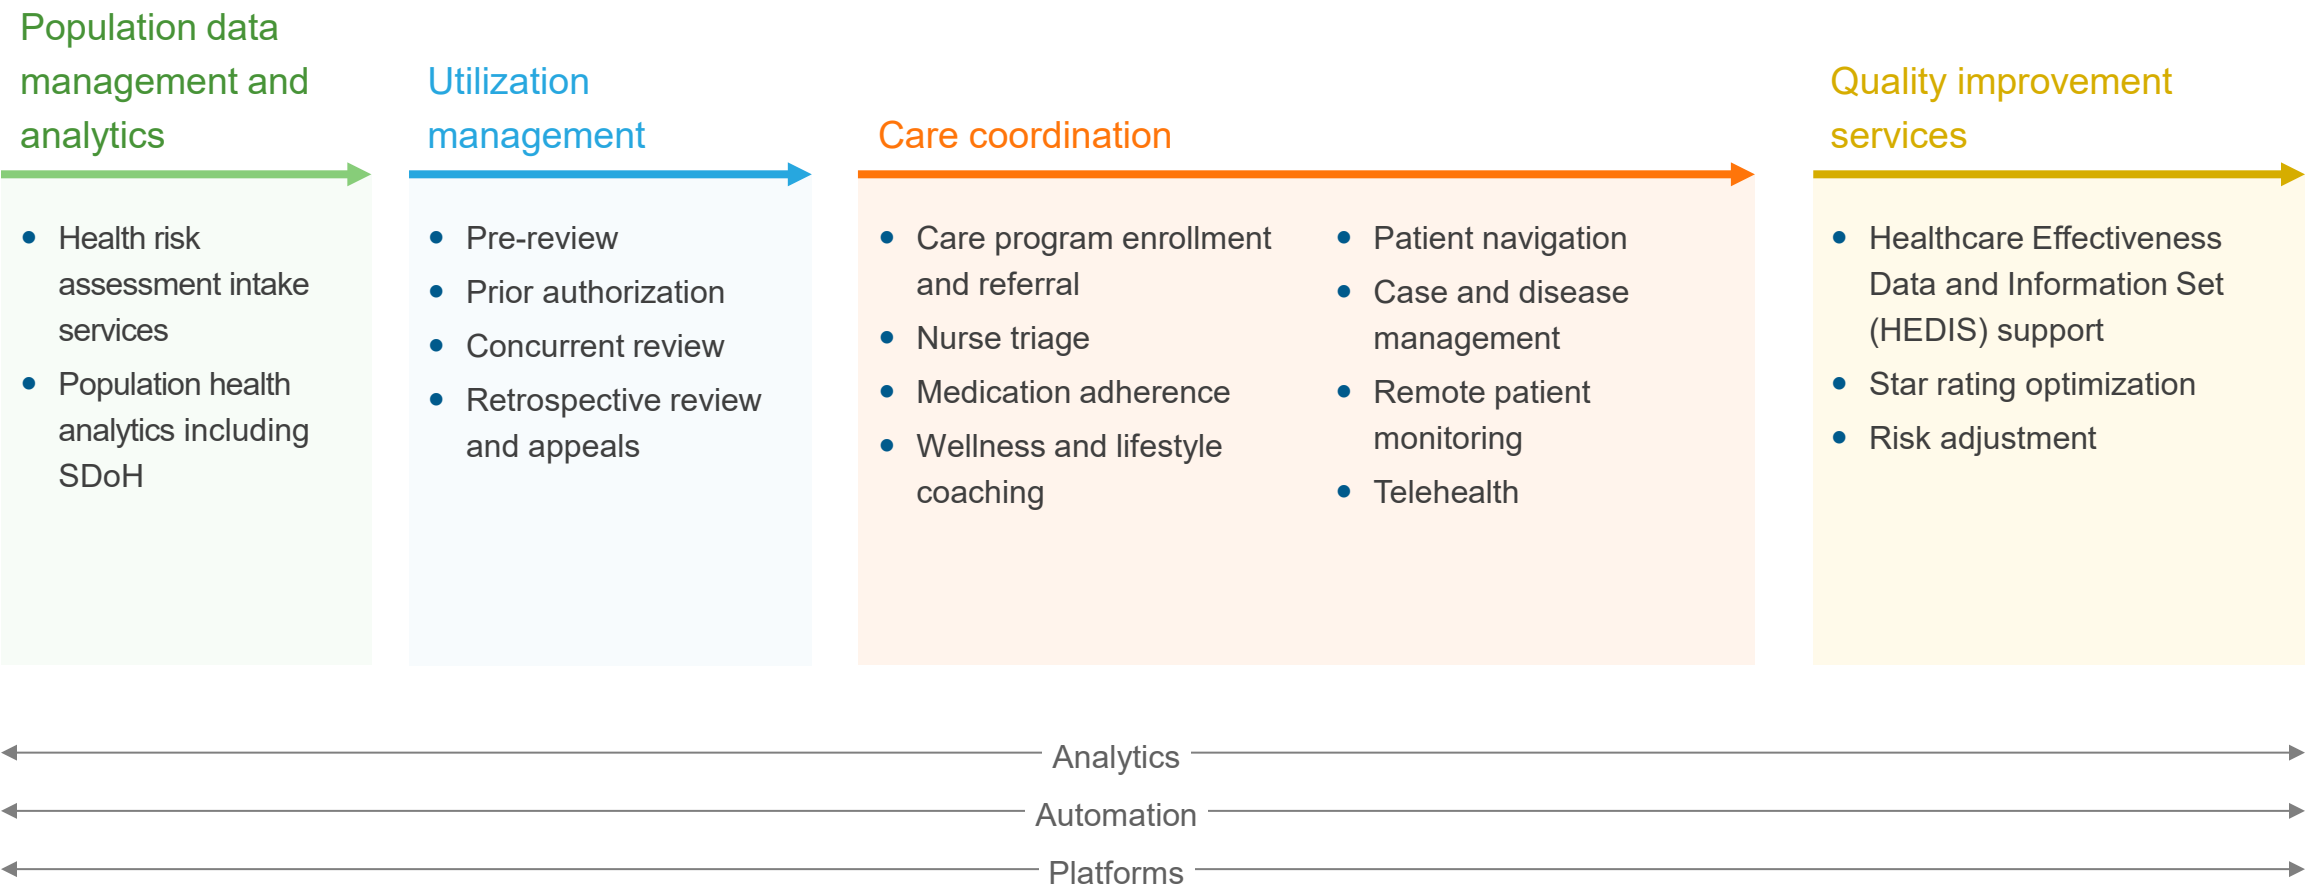 Population data
management and
analytics
Health risk
assessment intake
services
Population health
analytics including
SDoH
Utilization
management
Pre-review
Prior authorization
Concurrent review
Retrospective review
and appeals
Care coordination
Care program enrollment
and referral
Nurse triage
Medication adherence
Wellness and lifestyle
coaching
Patient navigation
Case and disease
management
Remote patient
monitoring
Telehealth
Quality improvement
services
Healthcare Effectiveness
Data and Information Set
(HEDIS) support
Star rating optimization
Risk adjustment
Analytics
Automation
Platforms